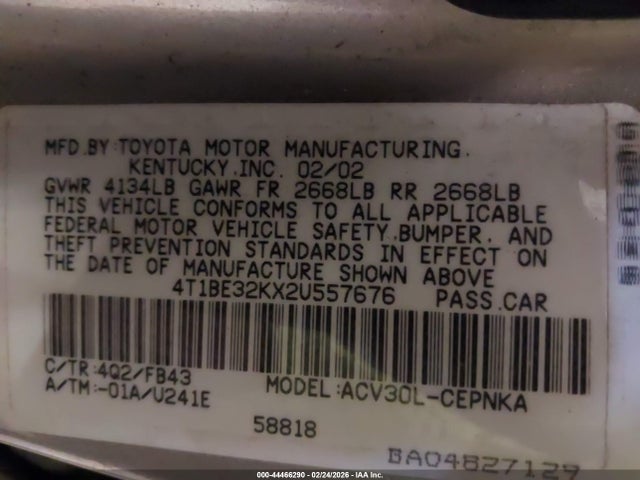 MFD.BY:TOYOTA MOTOR MANUFACTURING.
KENTUCKY.INC. 02/02
GVWR 4134LB GAWR FR 2668LB RR 2668LB
THIS VEHICLE CONFORMS TO ALL APPLICABLE
FEDERAL MOTOR VEHICLE SAFETY.BUMPER. AND
THEFT PREVENTION STANDARDS IN EFFECT ON
THE DATE OF MANUFACTURE SHOWN ABOVE
4T1BE32KX2U557676 PASS.CAR
C/TR:4Q2/FB43
A/TM:-01A/U241E
MODEL:ACV30L-CEPNKA
58818
BA04827129
000-44466290 - 02/24/2026 - IAA Inc.